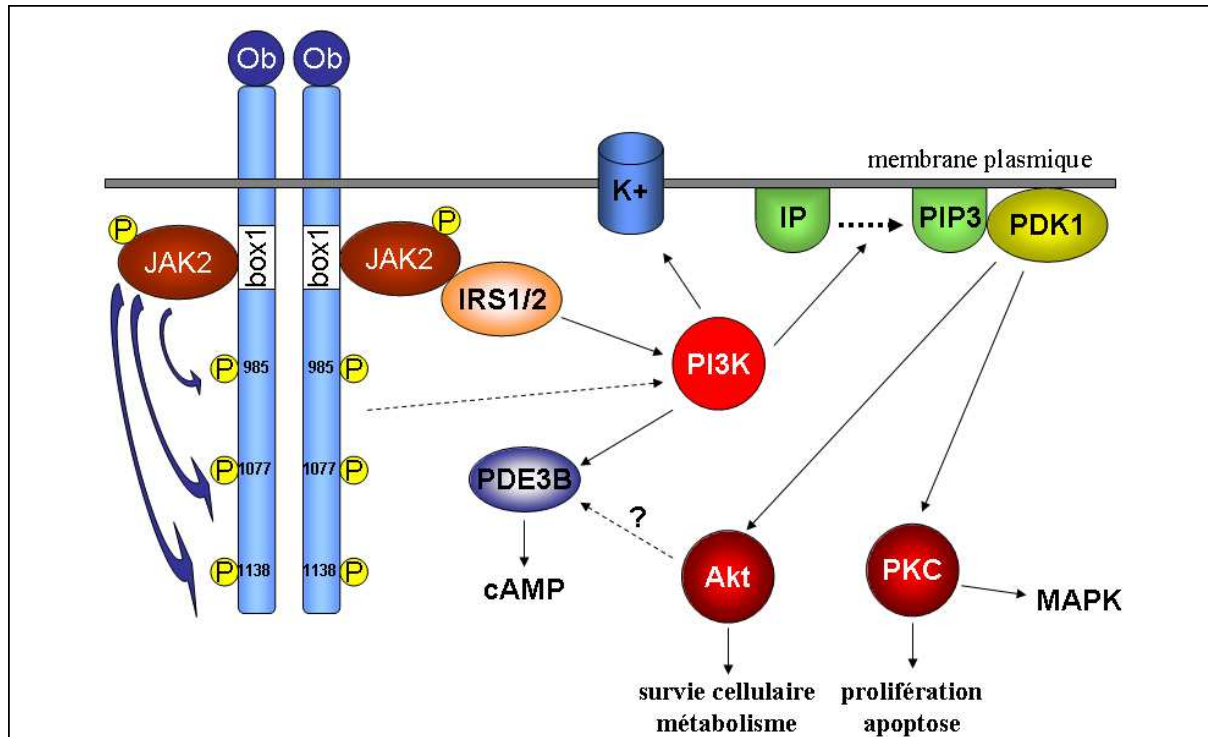 Ob
Ob
membrane plasmique
K+
IP
PIP3
PDK1
P
P
JAK2
box1
box1
JAK2
IRS1/2
PI3K
P
985
985
P
P
1077
1077
P
PDE3B
?
P
1138
1138
P
cAMP
Akt
PKC
MAPK
survie cellulaire
métabolisme
prolifération
apoptose